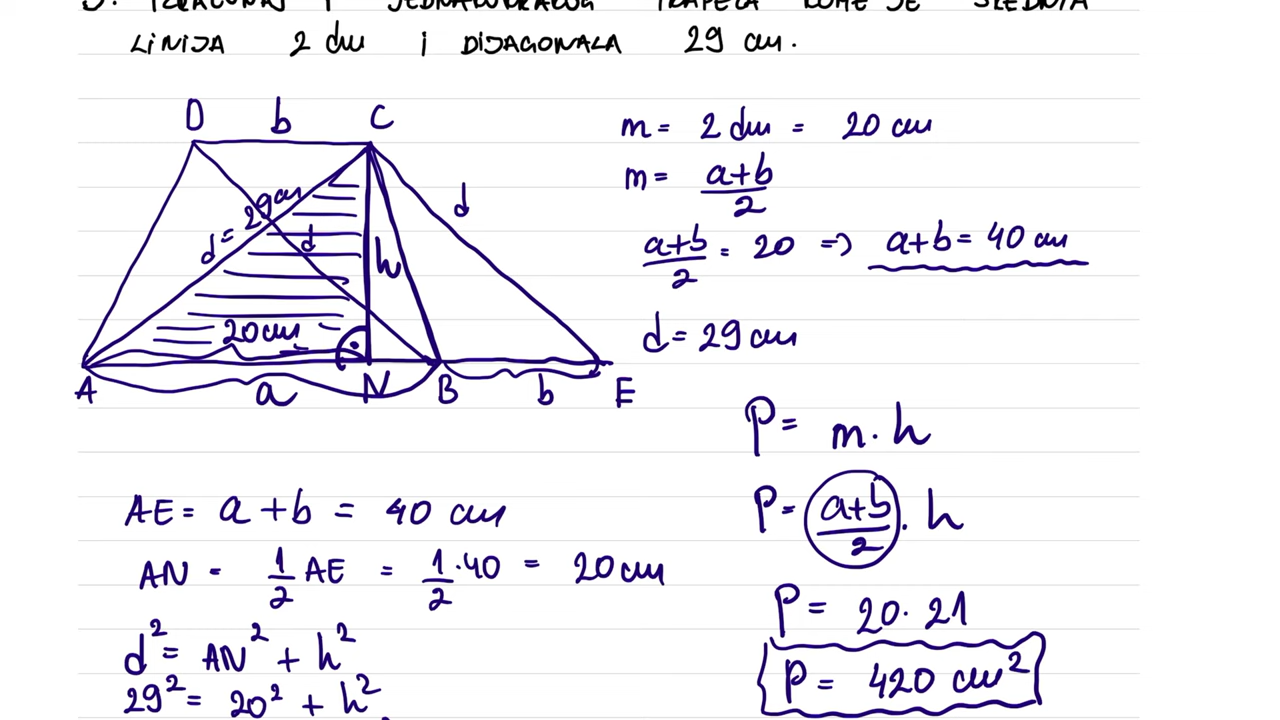 LINIJA 2 dm i DIJAGONALA 29 cm.
D b C
d = 29 cm
d
d
h
20 cm
A a N B b E
m = 2 dm = 20 cm
m = a+b/2
a+b/2 = 20 => a+b = 40 cm
d = 29 cm
P = m · h
P = a+b/2 · h
P = 20 · 21
P = 420 cm²
AE = a + b = 40 cm
AN = 1/2 AE = 1/2 · 40 = 20 cm
d² = AN² + h²
29² = 20² + h²